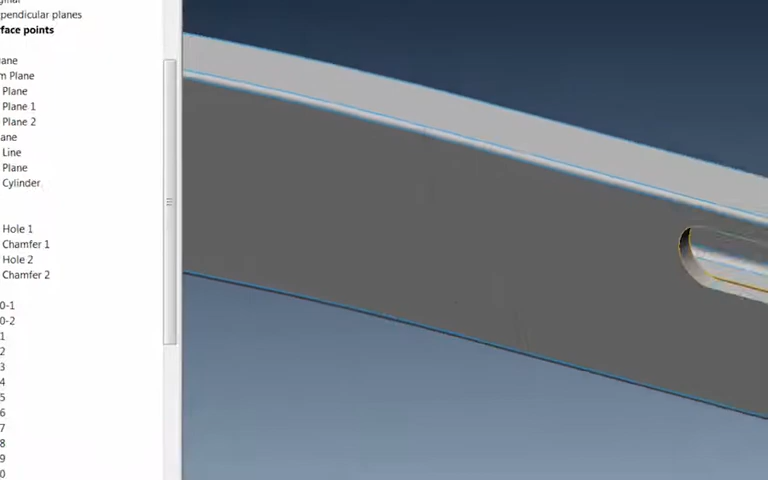 pendicular planes
face points
ane
m Plane
Plane
Plane 1
Plane 2
ane
Line
Plane
Cylinder
Hole 1
Chamfer 1
Hole 2
Chamfer 2
0-1
0-2
1
2
3
4
5
6
7
8
9
0